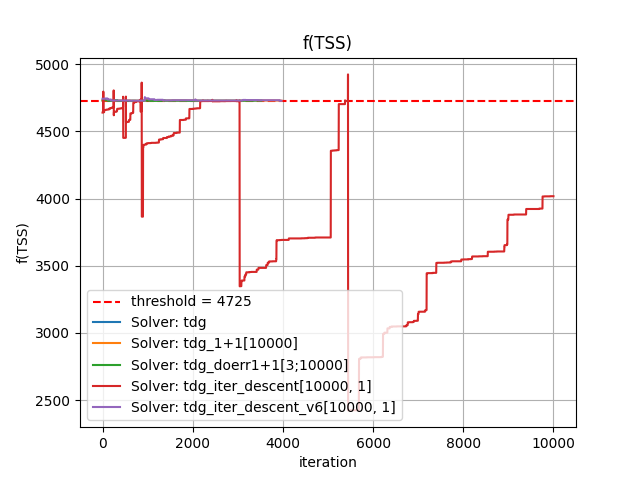 f(TSS)
5000
4500
4000
3500
3000
2500
f(TSS)
threshold = 4725
Solver: tdg
Solver: tdg_1+1[10000]
Solver: tdg_doerr1+1[3;10000]
Solver: tdg_iter_descent[10000, 1]
Solver: tdg_iter_descent_v6[10000, 1]
0 2000 4000 6000 8000 10000
iteration